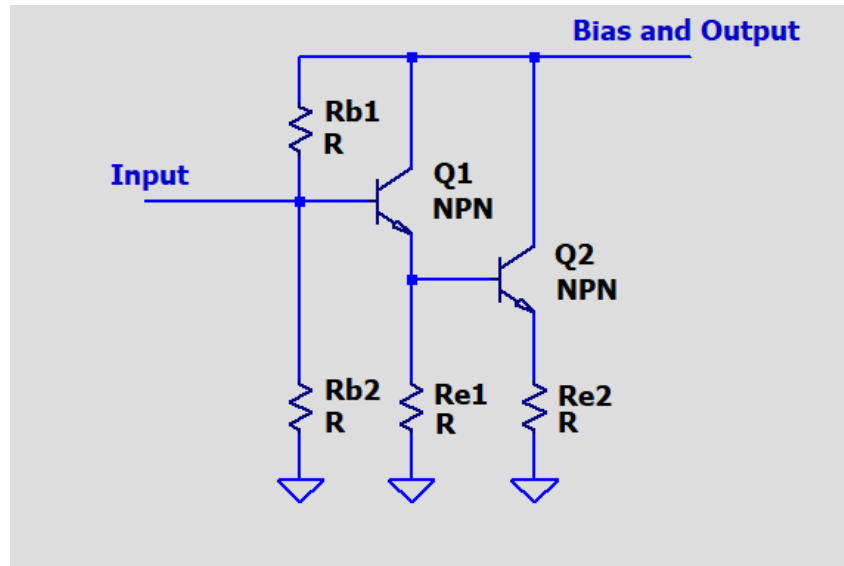 Bias and Output
Rb1
R
Input
Q1
NPN
Q2
NPN
Rb2
R
Re1
R
Re2
R